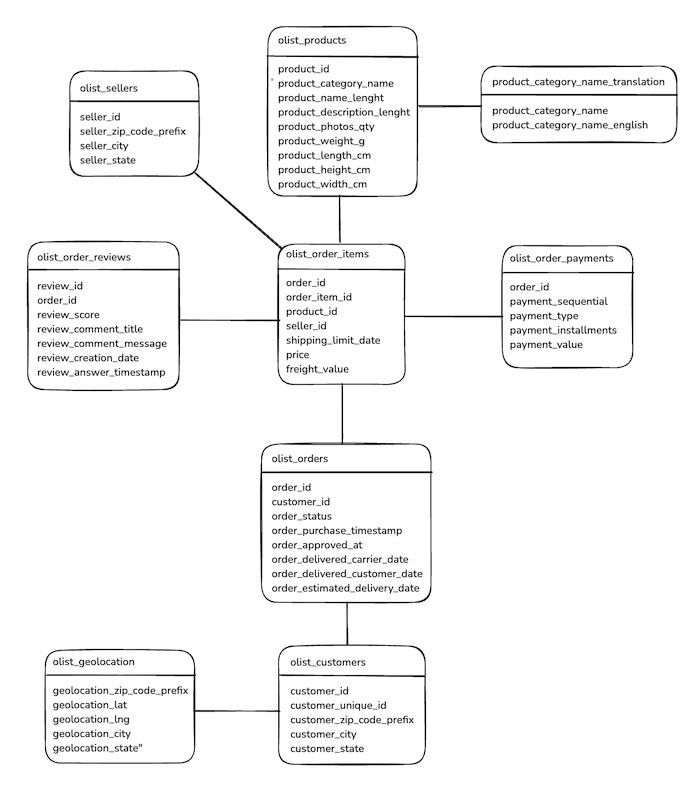 olist_products
product_id
product_category_name
product_name_lenght
product_description_lenght
product_photos_qty
product_weight_g
product_length_cm
product_height_cm
product_width_cm
product_category_name_translation
product_category_name
product_category_name_english
olist_sellers
seller_id
seller_zip_code_prefix
seller_city
seller_state
olist_order_reviews
review_id
order_id
review_score
review_comment_title
review_comment_message
review_creation_date
review_answer_timestamp
olist_order_items
order_id
order_item_id
product_id
seller_id
shipping_limit_date
price
freight_value
olist_order_payments
order_id
payment_sequential
payment_type
payment_installments
payment_value
olist_orders
order_id
customer_id
order_status
order_purchase_timestamp
order_approved_at
order_delivered_carrier_date
order_delivered_customer_date
order_estimated_delivery_date
olist_geolocation
geolocation_zip_code_prefix
geolocation_lat
geolocation_lng
geolocation_city
geolocation_state"
olist_customers
customer_id
customer_unique_id
customer_zip_code_prefix
customer_city
customer_state